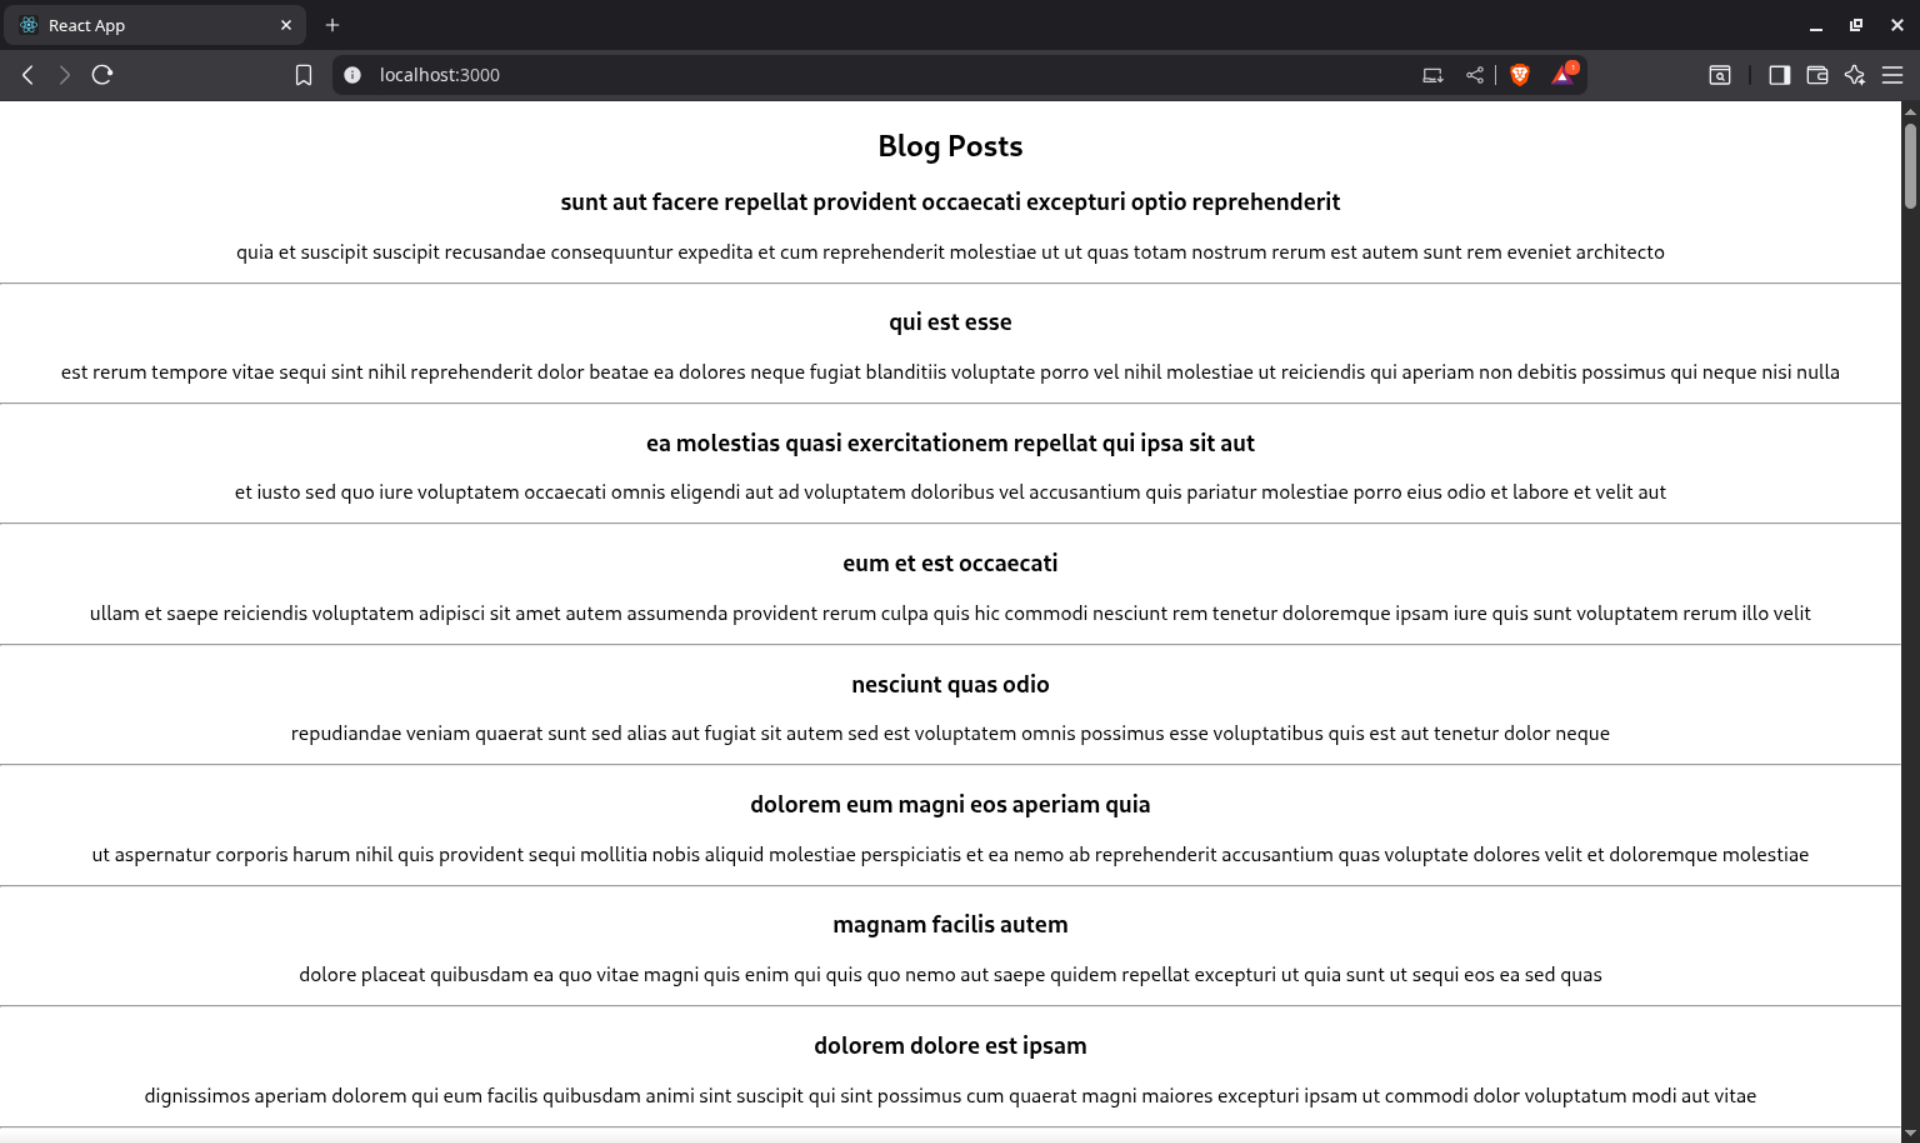 React App
localhost:3000
1
Blog Posts
sunt aut facere repellat provident occaecati excepturi optio reprehenderit
quia et suscipit suscipit recusandae consequuntur expedita et cum reprehenderit molestiae ut ut quas totam nostrum rerum est autem sunt rem eveniet architecto
qui est esse
est rerum tempore vitae sequi sint nihil reprehenderit dolor beatae ea dolores neque fugiat blanditiis voluptate porro vel nihil molestiae ut reiciendis qui aperiam non debitis possimus qui neque nisi nulla
ea molestias quasi exercitationem repellat qui ipsa sit aut
et iusto sed quo iure voluptatem occaecati omnis eligendi aut ad voluptatem doloribus vel accusantium quis pariatur molestiae porro eius odio et labore et velit aut
eum et est occaecati
ullam et saepe reiciendis voluptatem adipisci sit amet autem assumenda provident rerum culpa quis hic commodi nesciunt rem tenetur doloremque ipsam iure quis sunt voluptatem rerum illo velit
nesciunt quas odio
repudiandae veniam quaerat sunt sed alias aut fugiat sit autem sed est voluptatem omnis possimus esse voluptatibus quis est aut tenetur dolor neque
dolorem eum magni eos aperiam quia
ut aspernatur corporis harum nihil quis provident sequi mollitia nobis aliquid molestiae perspiciatis et ea nemo ab reprehenderit accusantium quas voluptate dolores velit et doloremque molestiae
magnam facilis autem
dolore placeat quibusdam ea quo vitae magni quis enim qui quis quo nemo aut saepe quidem repellat excepturi ut quia sunt ut sequi eos ea sed quas
dolorem dolore est ipsam
dignissimos aperiam dolorem qui eum facilis quibusdam animi sint suscipit qui sint possimus cum quaerat magni maiores excepturi ipsam ut commodi dolor voluptatum modi aut vitae